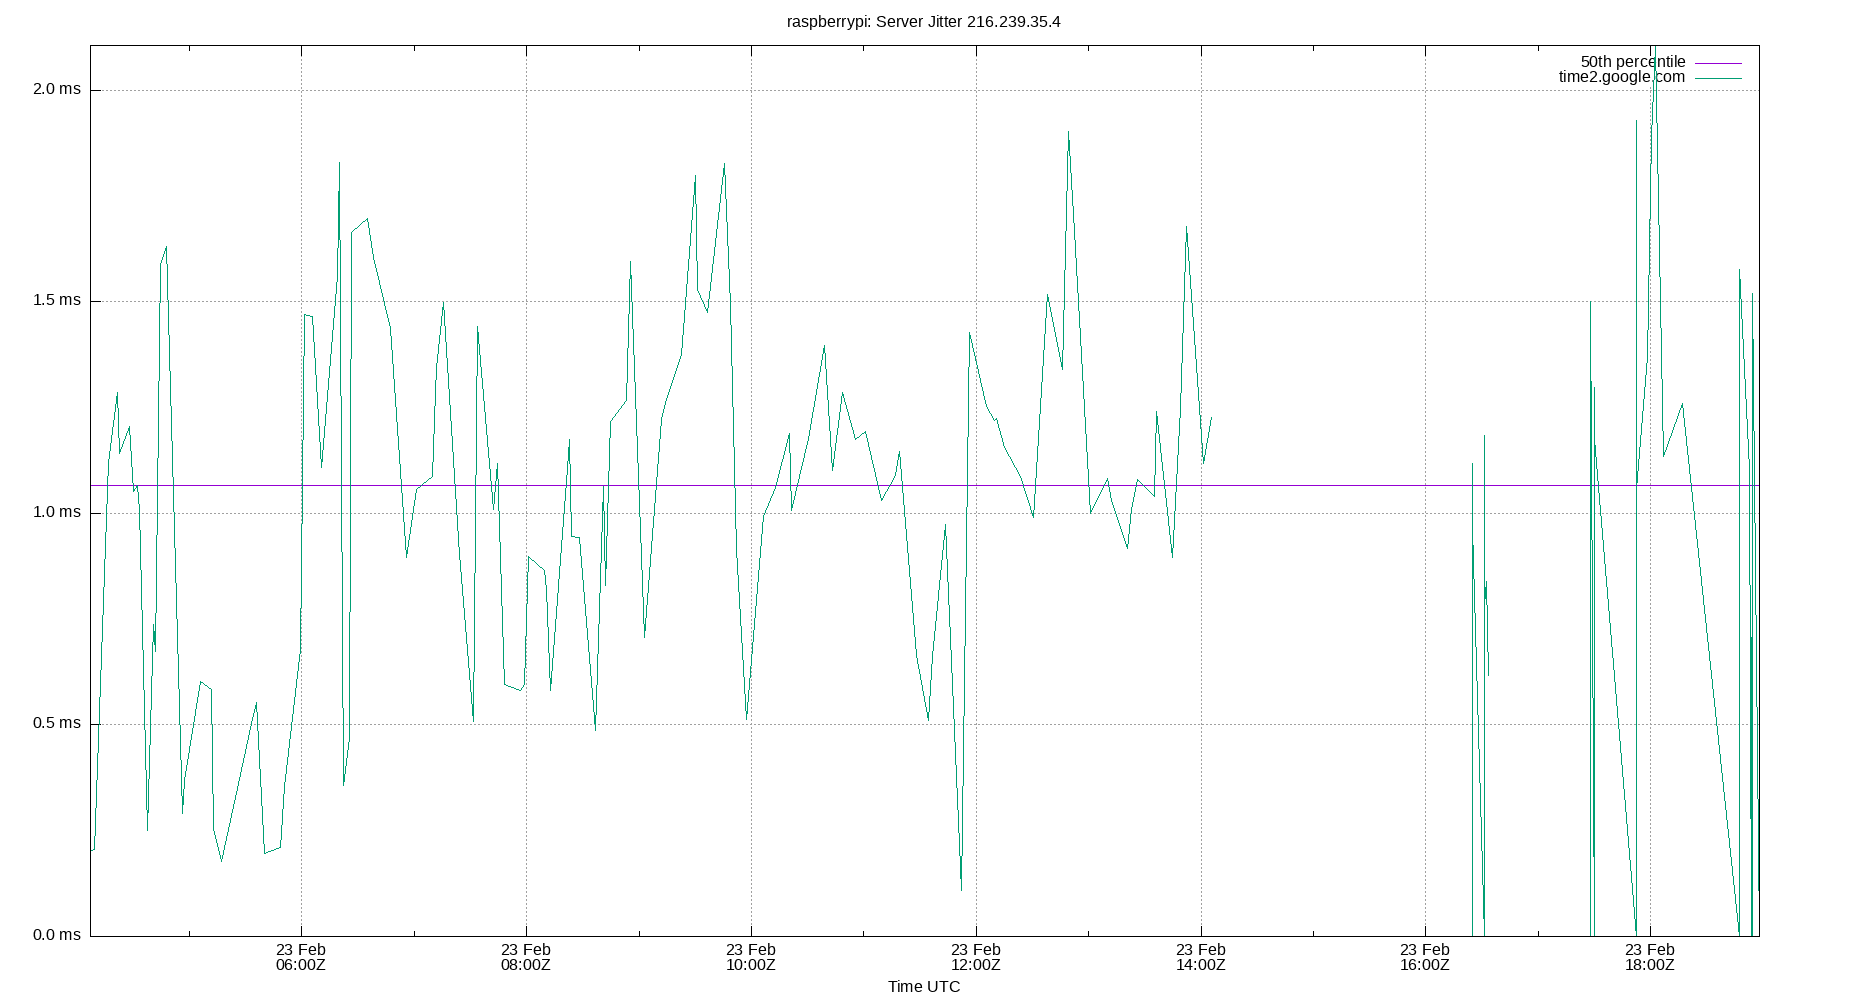 raspberrypi: Server Jitter 216.239.35.4
50th percentile
time2.google.com
2.0 ms
1.5 ms
1.0 ms
0.5 ms
0.0 ms
23 Feb 23 Feb 23 Feb 23 Feb 23 Feb 23 Feb 23 Feb
06:00Z 08:00Z 10:00Z 12:00Z 14:00Z 16:00Z 18:00Z
Time UTC